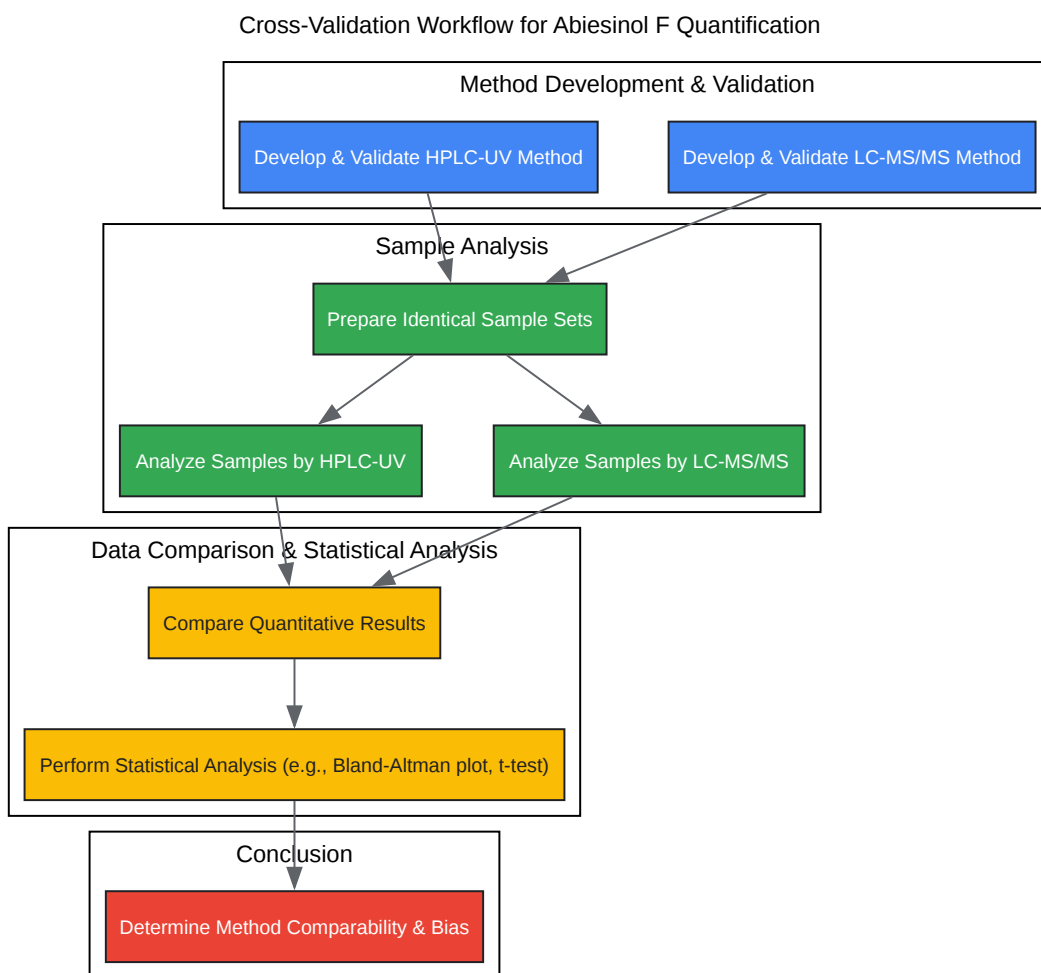 Cross-Validation Workflow for Abiesinol F Quantification
Method Development & Validation
Develop & Validate HPLC-UV Method
Develop & Validate LC-MS/MS Method
Sample Analysis
Prepare Identical Sample Sets
Analyze Samples by HPLC-UV
Analyze Samples by LC-MS/MS
Data Comparison & Statistical Analysis
Compare Quantitative Results
Perform Statistical Analysis (e.g., Bland-Altman plot, t-test)
Conclusion
Determine Method Comparability & Bias